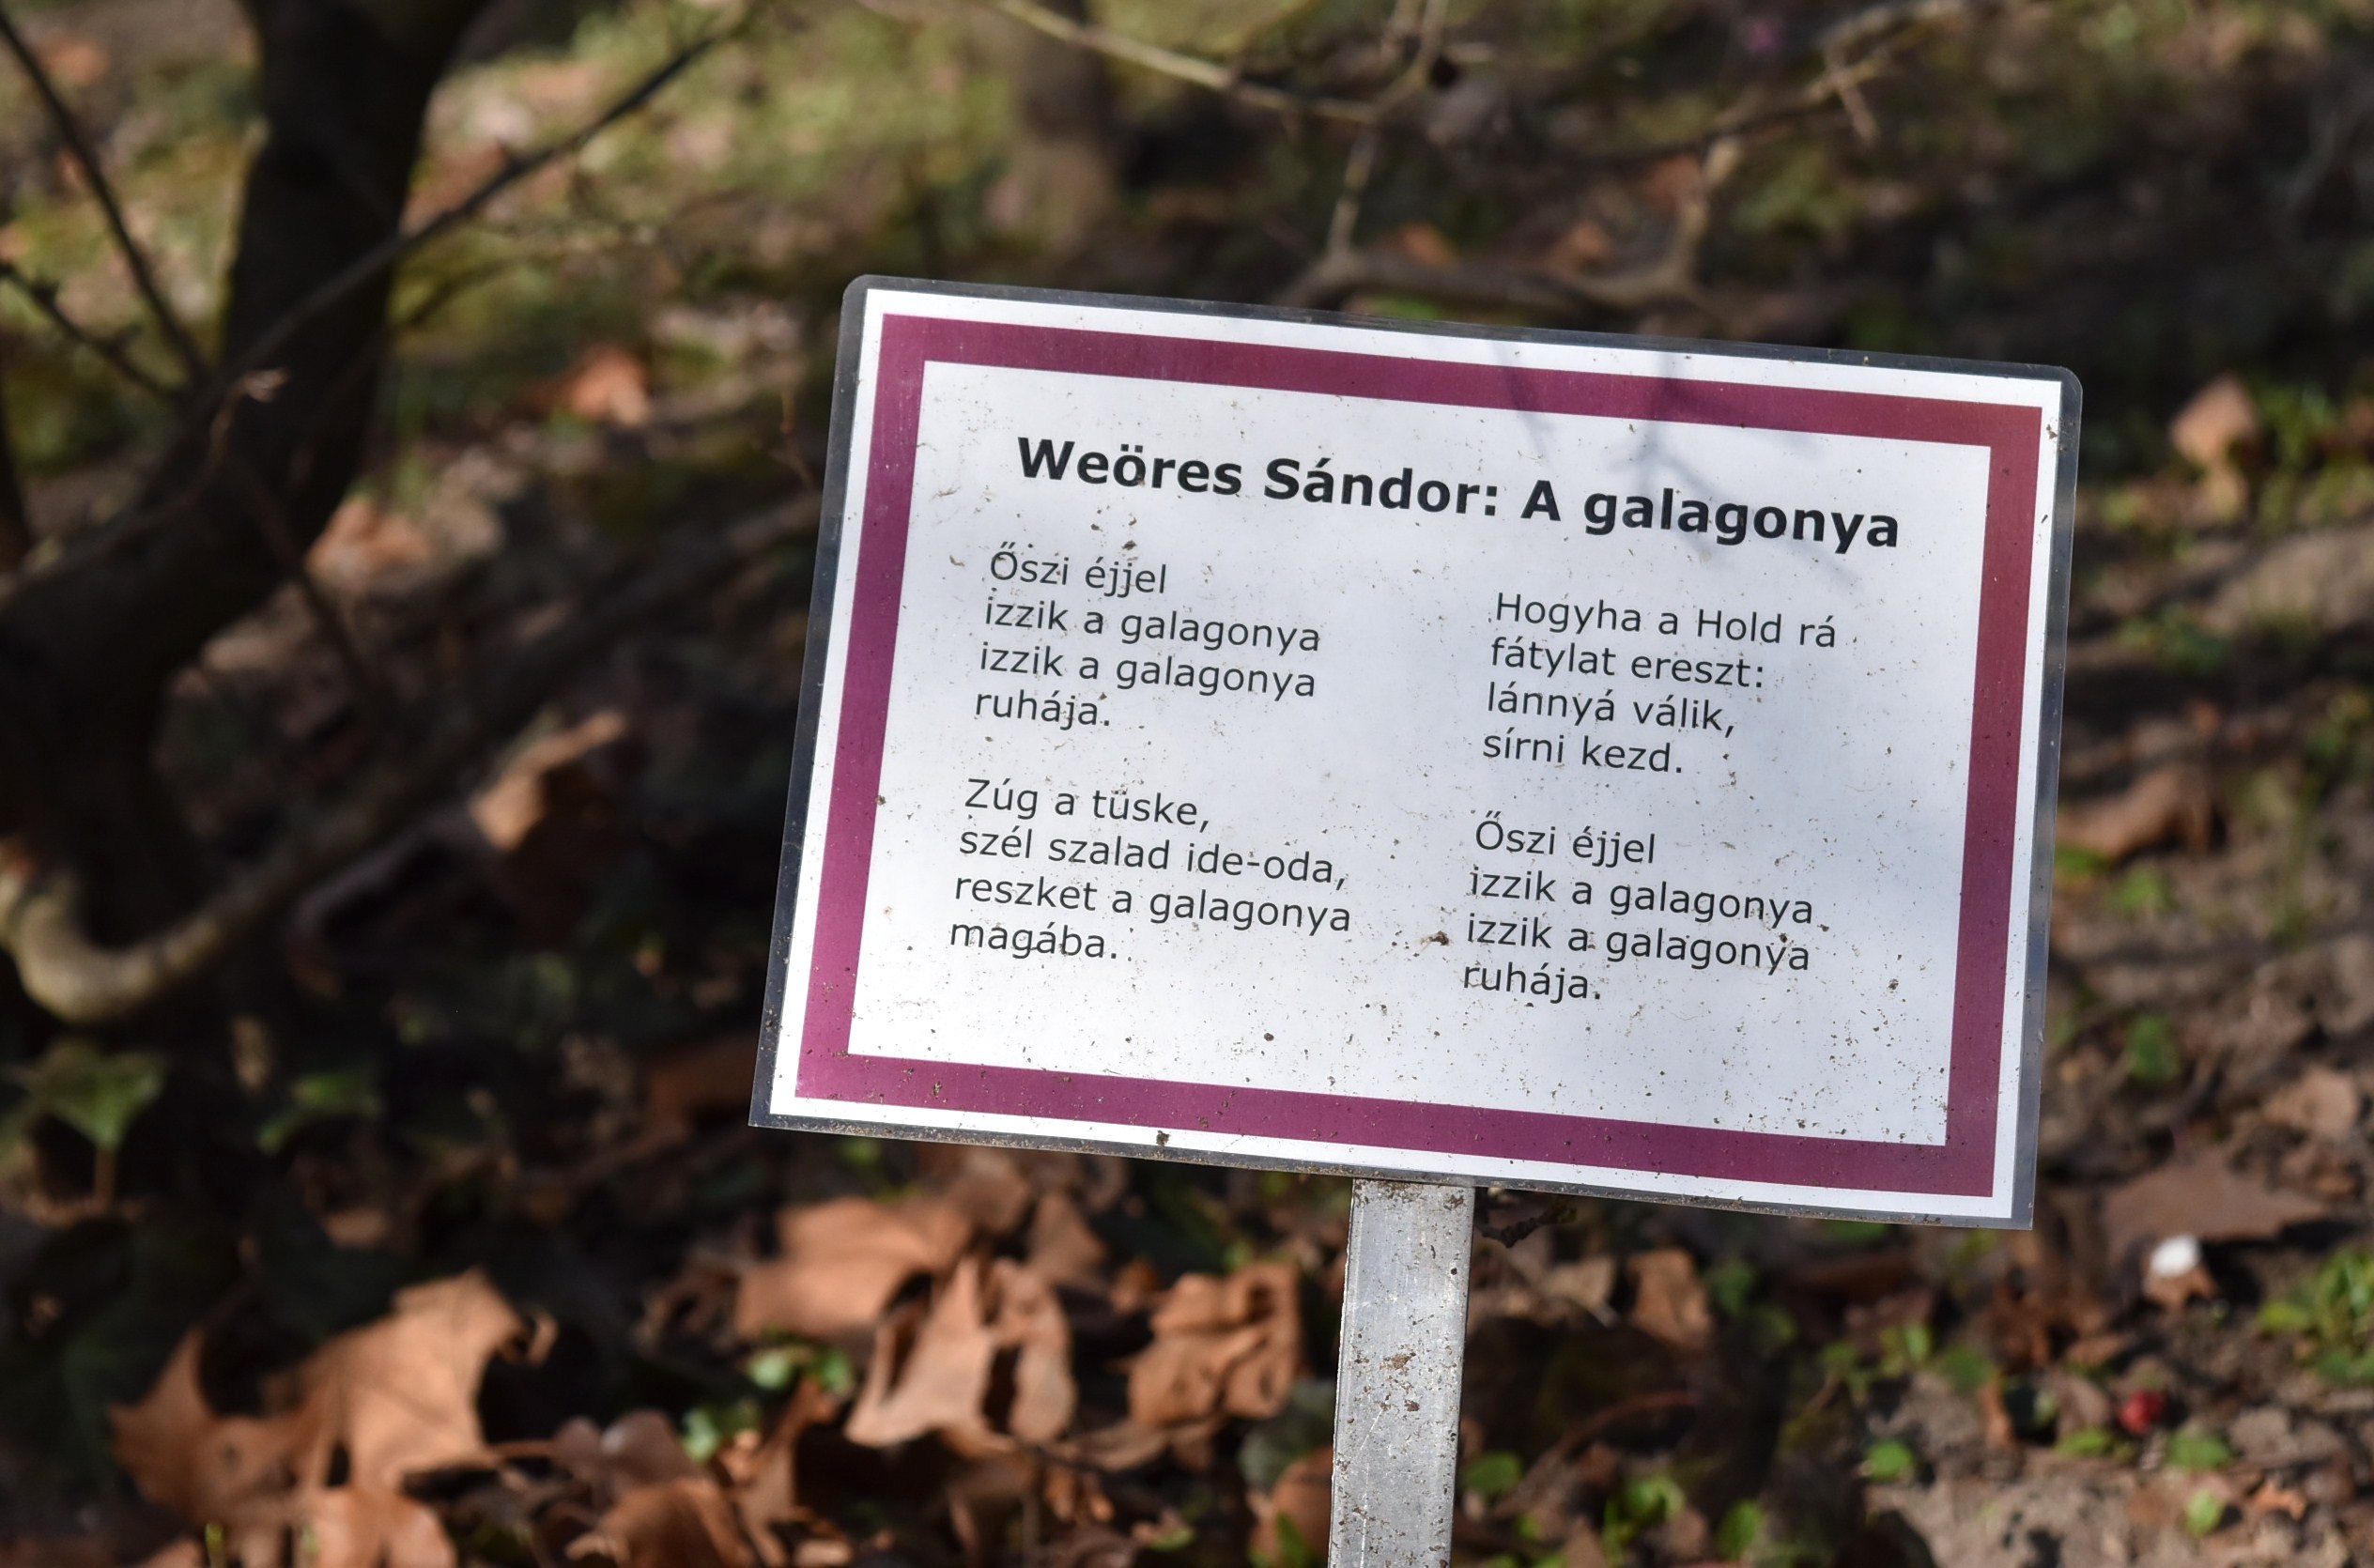 Weöres Sándor: A galagonya
Őszi éjjel
izzik a galagonya
izzik a galagonya
ruhája.
Zúg a tüske,
szél szalad ide-oda,
reszket a galagonya
magába.
Hogyha a Hold rá
fátylat ereszt:
lánnyá válik,
sírni kezd.
Őszi éjjel
izzik a galagonya
izzik a galagonya
ruhája.